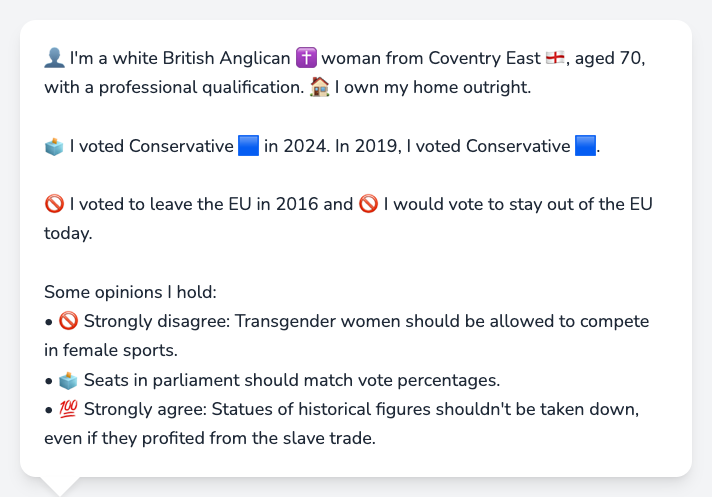 👤 I'm a white British Anglican ✝️ woman from Coventry East 🏴󠁧󠁢󠁥󠁮󠁧󠁿, aged 70,
with a professional qualification. 🏠 I own my home outright.
🗳️ I voted Conservative 🟦 in 2024. In 2019, I voted Conservative 🟦.
🚫 I voted to leave the EU in 2016 and 🚫 I would vote to stay out of the EU
today.
Some opinions I hold:
• 🚫 Strongly disagree: Transgender women should be allowed to compete
in female sports.
• 🗳️ Seats in parliament should match vote percentages.
• 💯 Strongly agree: Statues of historical figures shouldn't be taken down,
even if they profited from the slave trade.